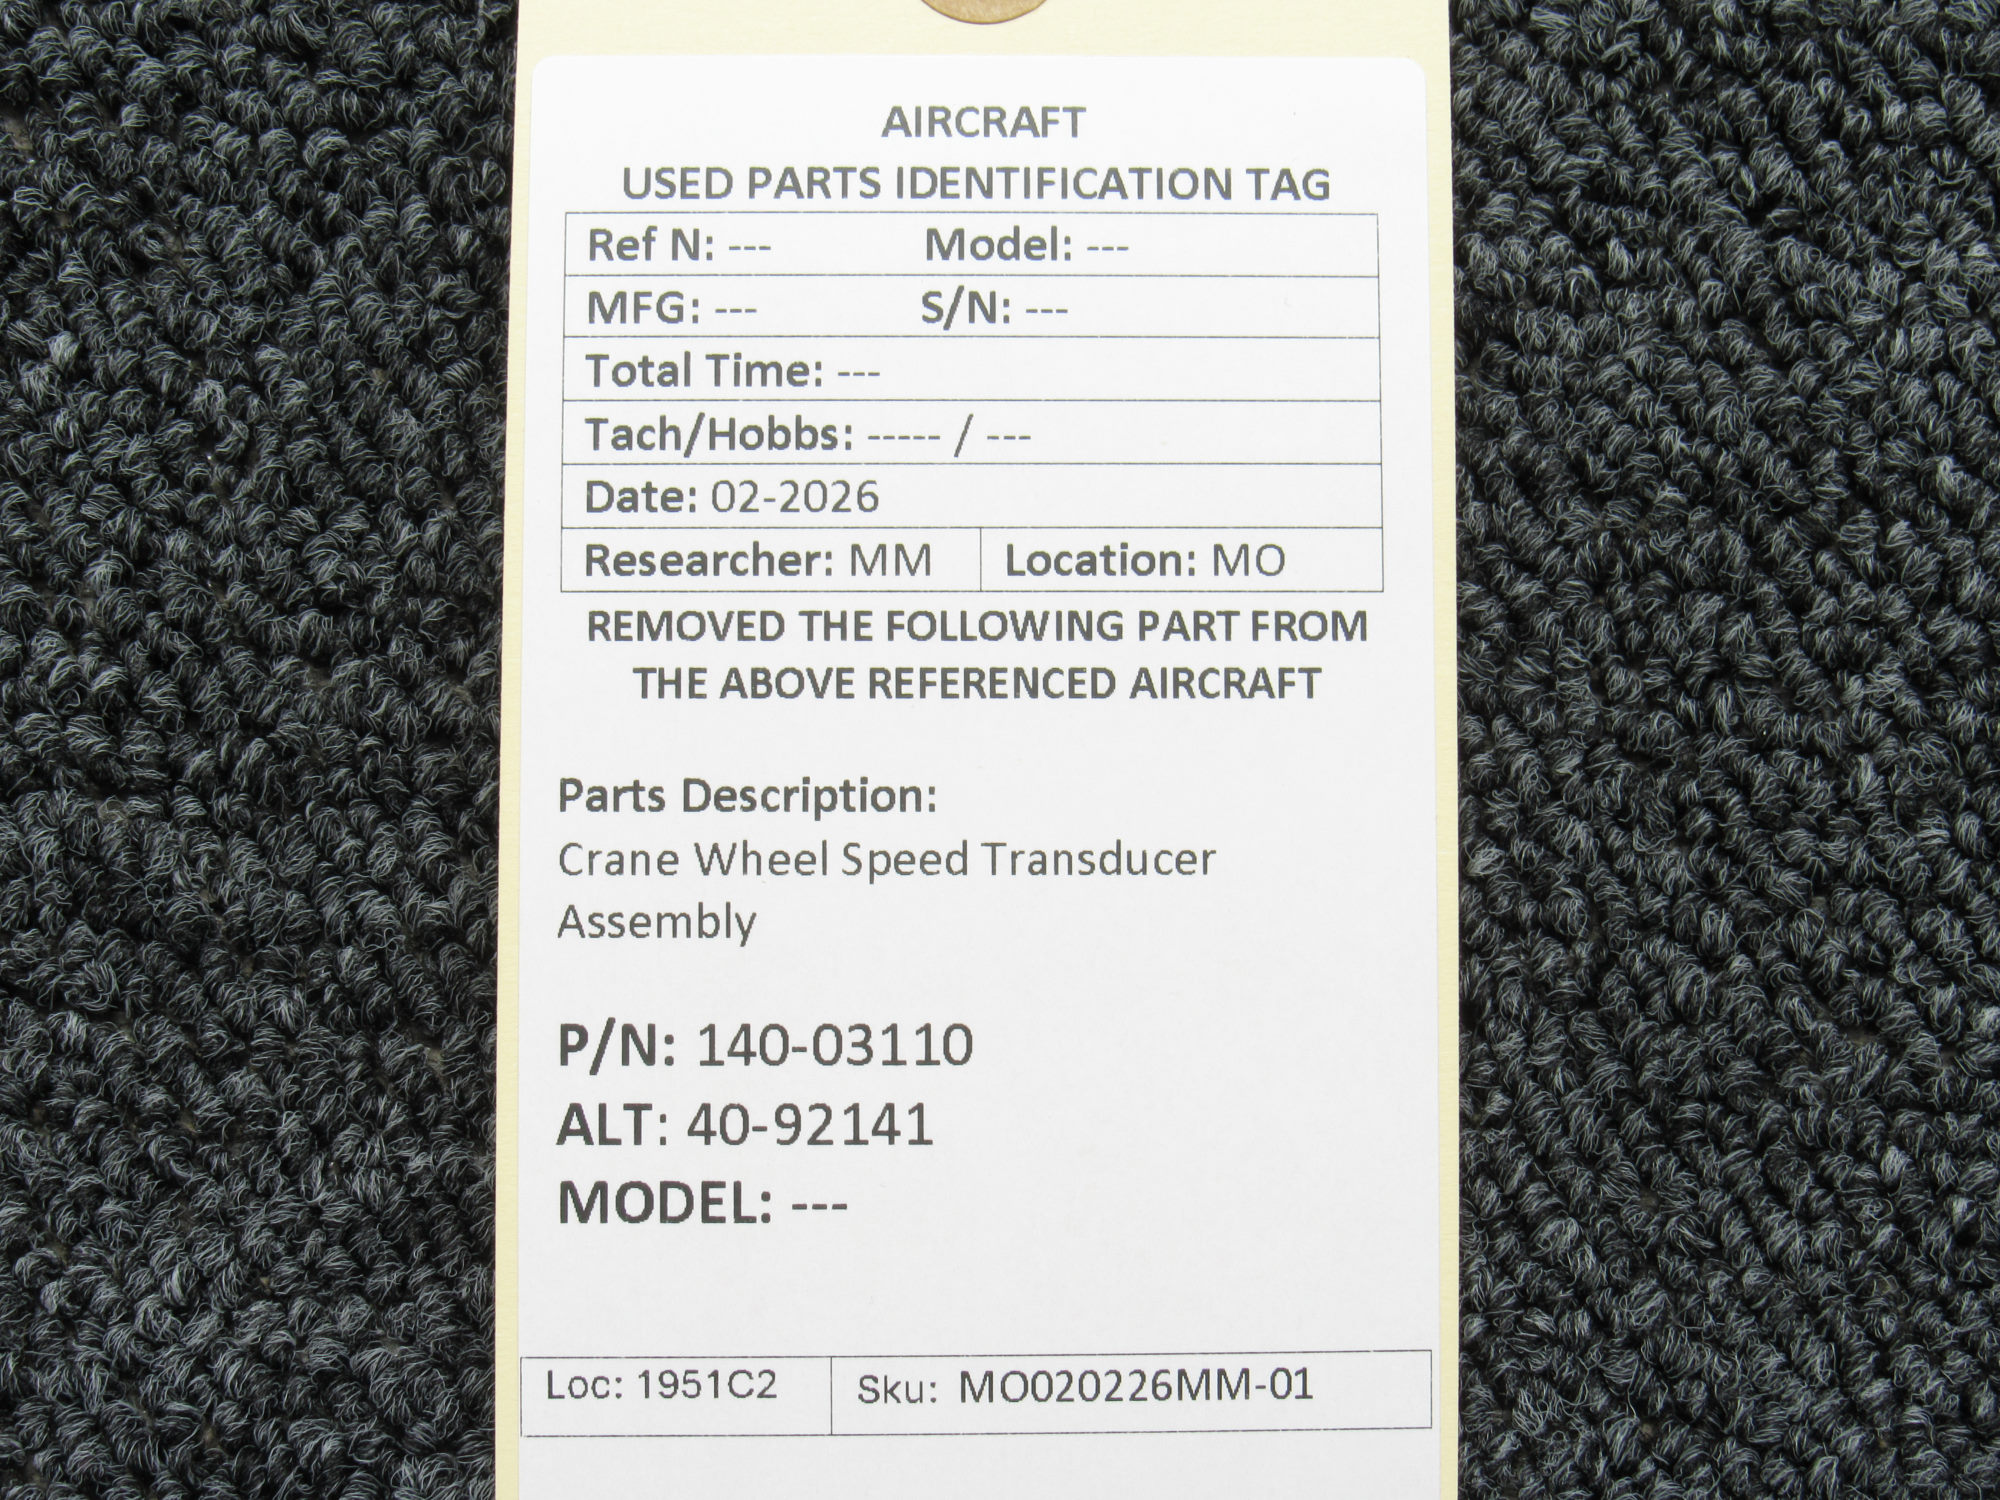 AIRCRAFT
USED PARTS IDENTIFICATION TAG
Ref N: --- Model: ---
MFG: --- S/N: ---
Total Time: ---
Tach/Hobbs: ----- / ---
Date: 02-2026
Researcher: MM Location: MO
REMOVED THE FOLLOWING PART FROM
THE ABOVE REFERENCED AIRCRAFT
Parts Description:
Crane Wheel Speed Transducer
Assembly
P/N: 140-03110
ALT: 40-92141
MODEL: ---
Loc: 1951C2 Sku: MO020226MM-01